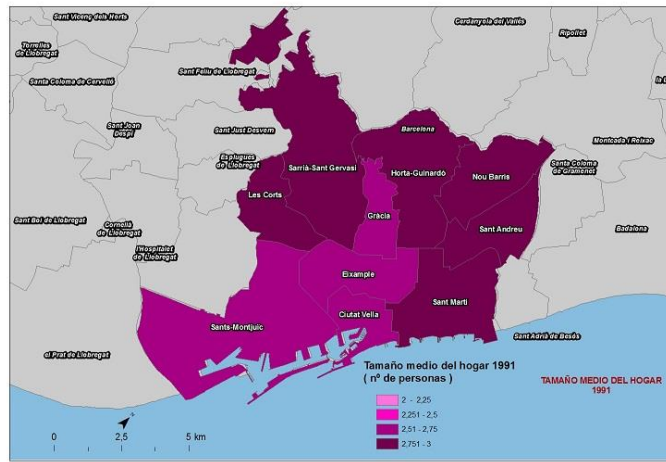 Sant Vicenç dels Horts
Cerdanyola del Vallès
Ripollet
Torrelles
de Llobregat
Sant Feliu de Llobregat
Santa Coloma de Cervelló
Sant Joan
Despí
Sant Just Desvern
Barcelona
Montcada i Reixac
Esplugues
de Llobregat
Sarrià-Sant Gervasi
Horta-Guinardó
Nou Barris
Santa Coloma
de Gramenet
Les Corts
Sant Boi de Llobregat
Cornellà
de Llobregat
Gràcia
Sant Andreu
Badalona
l'Hospitalet
de Llobregat
Eixample
Sants-Montjuic
Ciutat Vella
Sant Martí
Sant Adrià de Besòs
el Prat de Llobregat
Tamaño medio del hogar 1991
( nº de personas )
2 - 2,25
2,251 - 2,5
2,51 - 2,75
2,751 - 3
TAMAÑO MEDIO DEL HOGAR
1991
0 2,5 5 km